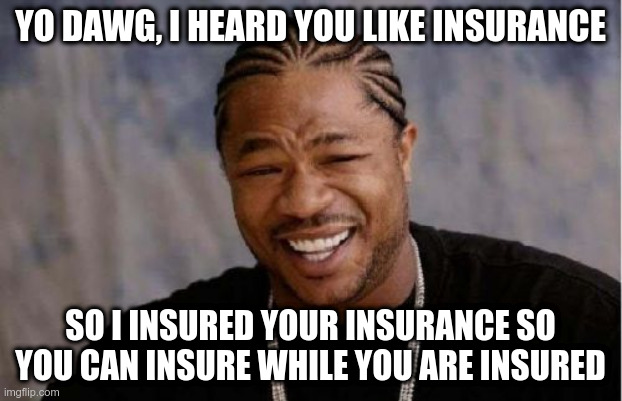 YO DAWG, I HEARD YOU LIKE INSURANCE
SO I INSURED YOUR INSURANCE SO
YOU CAN INSURE WHILE YOU ARE INSURED
imgflip.com